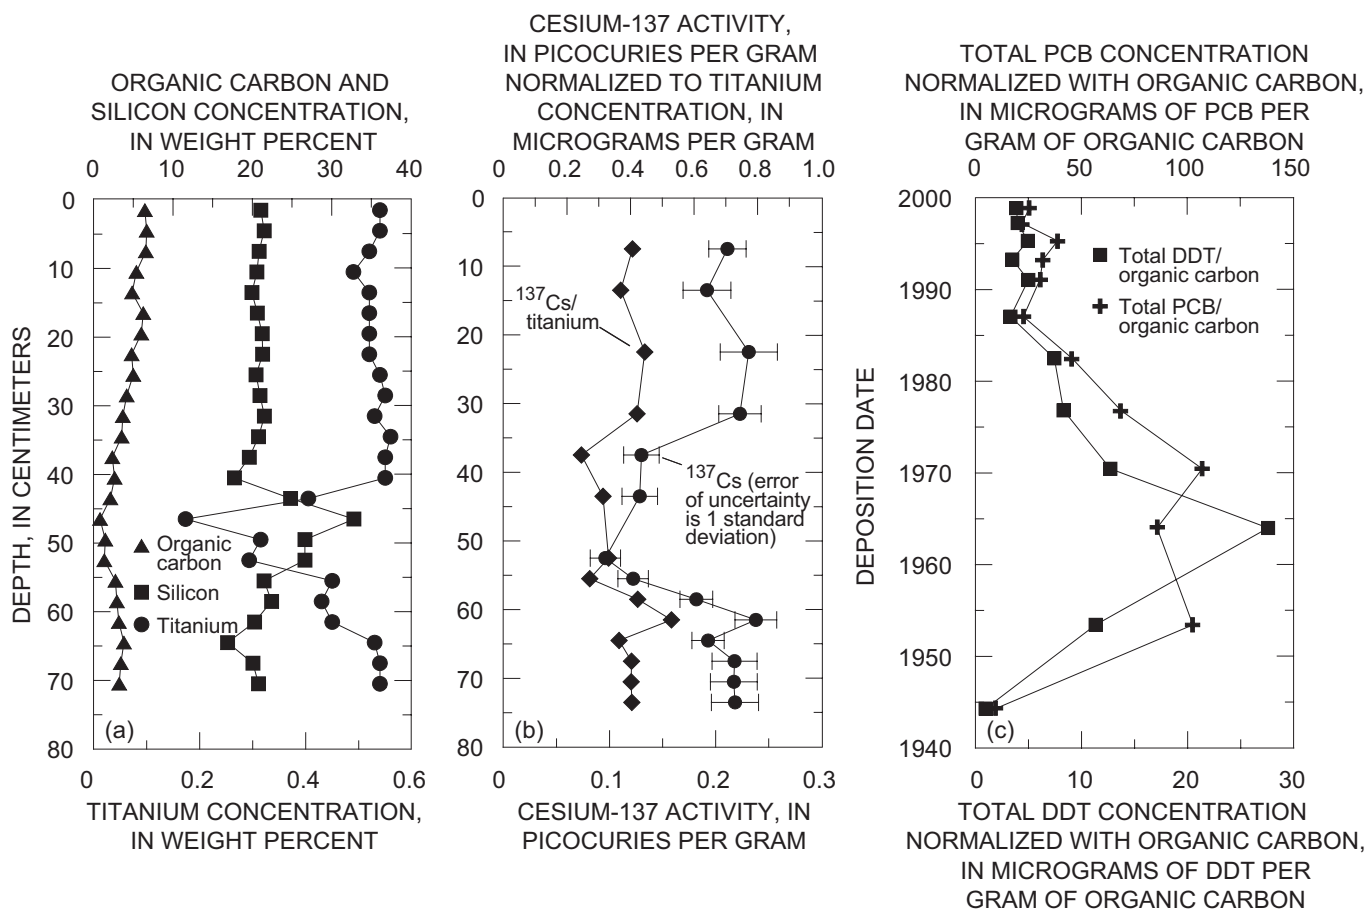 ORGANIC CARBON AND
SILICON CONCENTRATION,
IN WEIGHT PERCENT
0 10 20 30 40
DEPTH, IN CENTIMETERS
0
10
20
30
40
50
60
70
80
Organic
carbon
Silicon
Titanium
(a)
0 0.2 0.4 0.6
TITANIUM CONCENTRATION,
IN WEIGHT PERCENT
CESIUM-137 ACTIVITY,
IN PICOCURIES PER GRAM
NORMALIZED TO TITANIUM
CONCENTRATION, IN
MICROGRAMS PER GRAM
0 0.2 0.4 0.6 0.8 1.0
0
10
20
30
40
50
60
70
80
137Cs/
titanium
137Cs (error
of uncertainty
is 1 standard
deviation)
(b)
0 0.1 0.2 0.3
CESIUM-137 ACTIVITY, IN
PICOCURIES PER GRAM
TOTAL PCB CONCENTRATION
NORMALIZED WITH ORGANIC CARBON,
IN MICROGRAMS OF PCB PER
GRAM OF ORGANIC CARBON
0 50 100 150
DEPOSITION DATE
2000
1990
1980
1970
1960
1950
1940
Total DDT/
organic carbon
Total PCB/
organic carbon
(c)
0 10 20 30
TOTAL DDT CONCENTRATION
NORMALIZED WITH ORGANIC CARBON,
IN MICROGRAMS OF DDT PER
GRAM OF ORGANIC CARBON